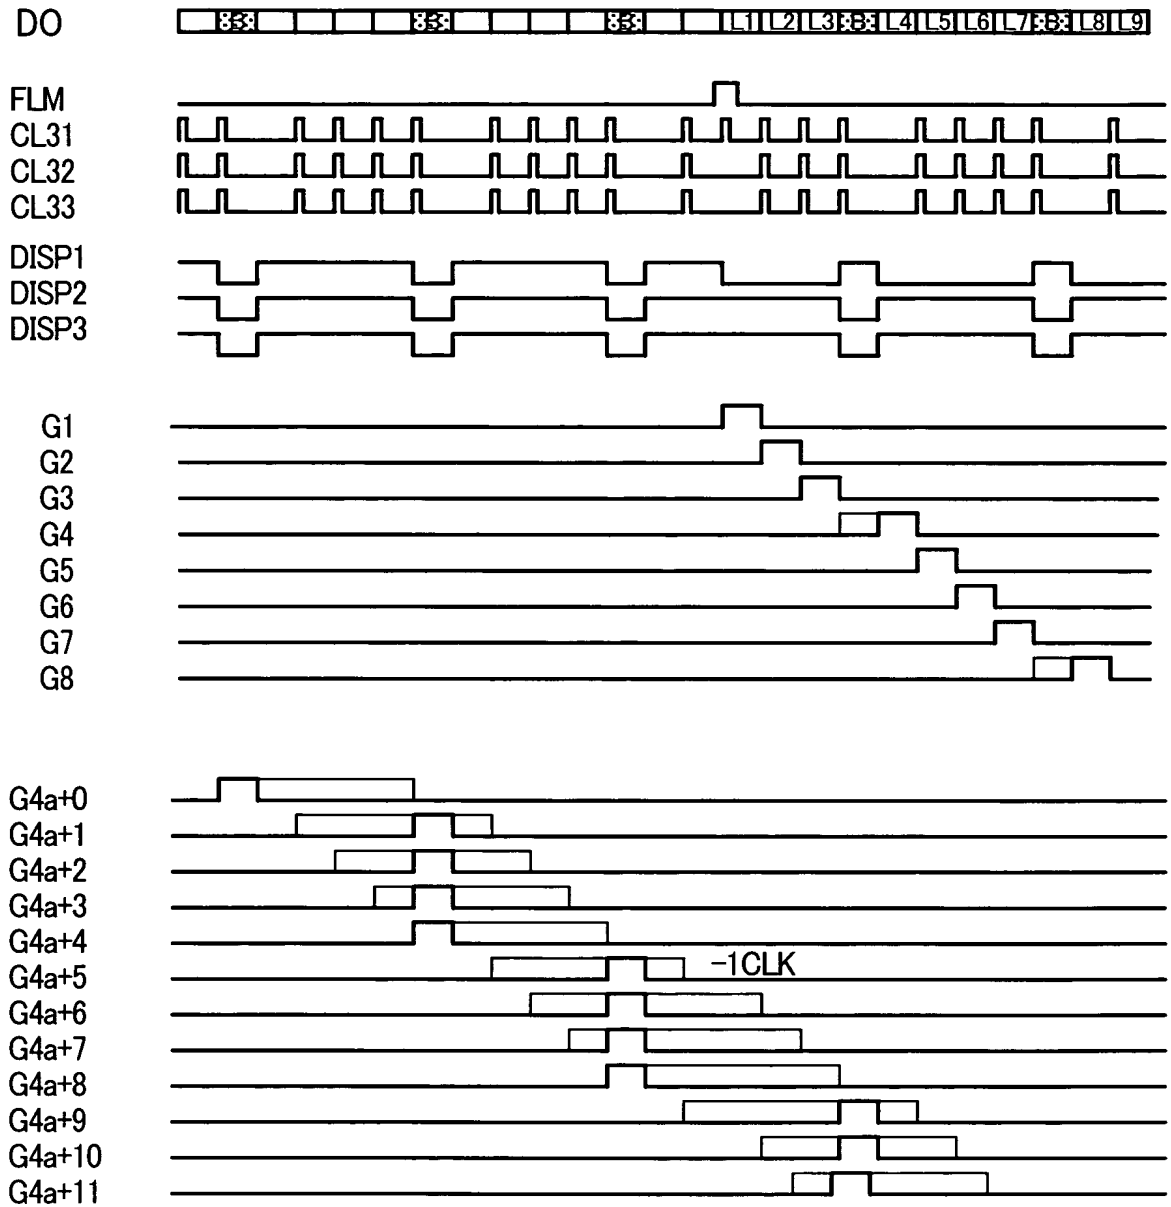 DO B B B L1 L2 L3 B L4 L5 L6 L7 B L8 L9
FLM
CL31
CL32
CL33
DISP1
DISP2
DISP3
G1
G2
G3
G4
G5
G6
G7
G8
G4a+0
G4a+1
G4a+2
G4a+3
G4a+4
G4a+5 -1CLK
G4a+6
G4a+7
G4a+8
G4a+9
G4a+10
G4a+11